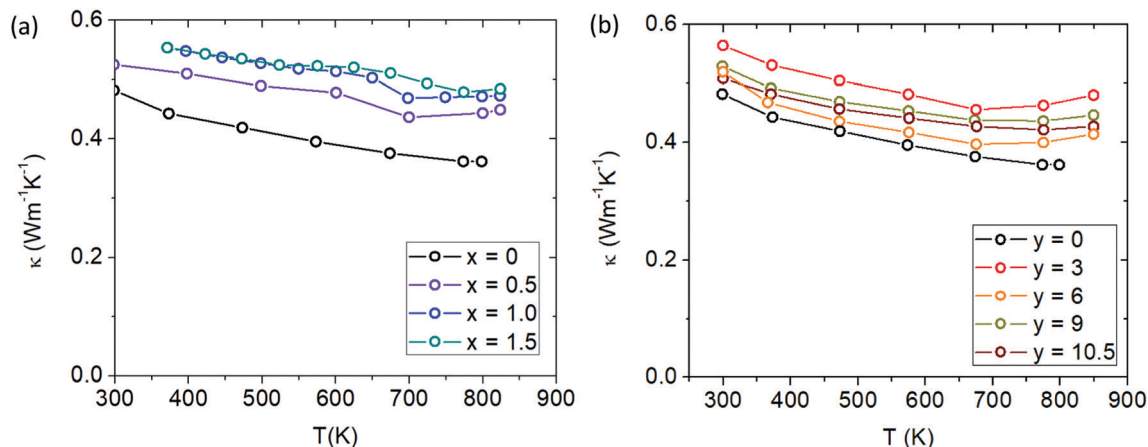 (a)
0.6
0.4
0.2
0.0
κ (Wm⁻¹K⁻¹)
x = 0
x = 0.5
x = 1.0
x = 1.5
300 400 500 600 700 800 900
T(K)
(b)
0.6
0.4
0.2
0.0
κ (Wm⁻¹K⁻¹)
y = 0
y = 3
y = 6
y = 9
y = 10.5
300 400 500 600 700 800 900
T (K)